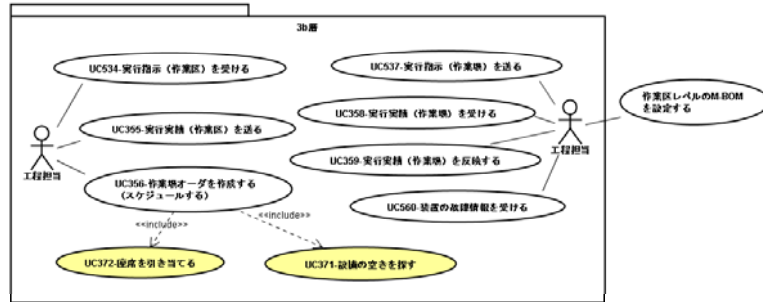 3b層
UC534-実行指示（作業区）を受ける
UC537-実行指示（作業場）を送る
作業区レベルのM-BOM
を設定する
UC358-実行実績（作業場）を受ける
UC355-実行実績（作業区）を送る
UC359-実行実績（作業場）を反映する
工程担当
工程担当
UC356-作業場オーダを作成する
(スケジュールする)
UC560-装置の故障情報を受ける
<<include>>
<<include>>
UC372-座席を引き当てる
UC371-設備の空きを探す